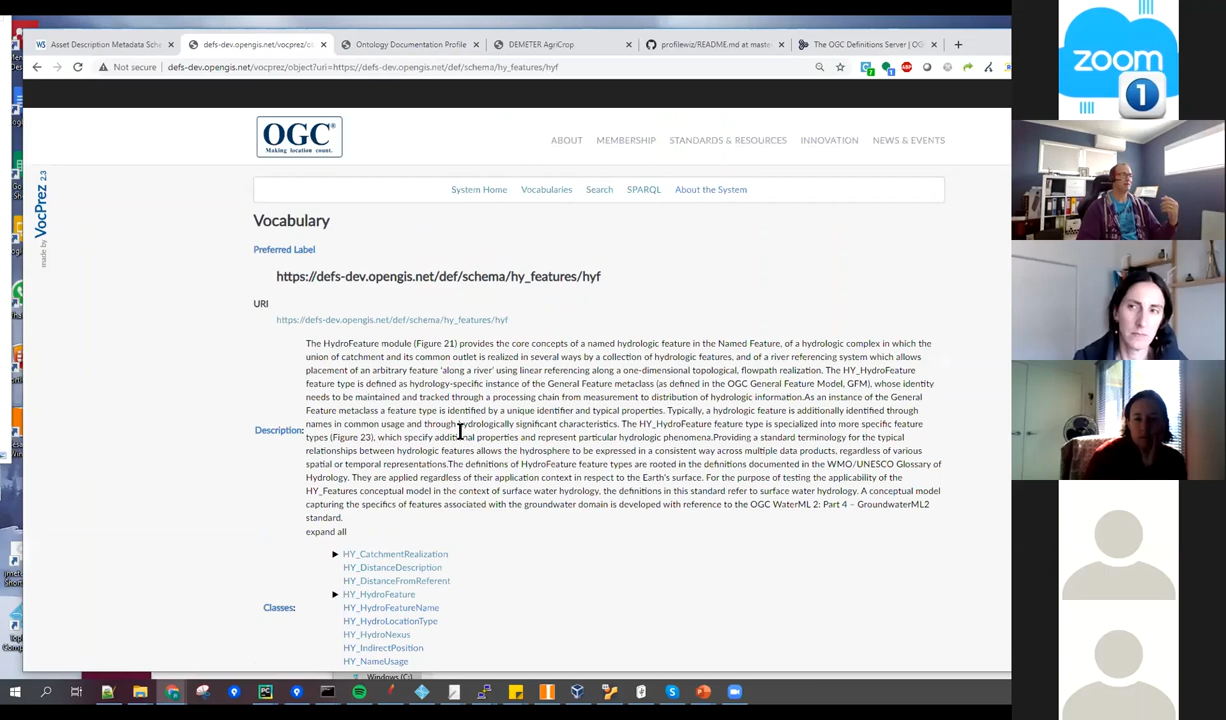 Asset Description Metadata Sche
defs-dev.opengis.net/vocprez/o
Ontology Documentation Profile
DEMETER AgriCrop
profilewiz/README.md at maste
The OGC Definitions Server | OG
Not secure
defs-dev.opengis.net/vocprez/object?uri=https://defs-dev.opengis.net/def/schema/hy_features/hyf
zoom
1
OGC®
Making location count.
ABOUT MEMBERSHIP STANDARDS & RESOURCES INNOVATION NEWS & EVENTS
made by VocPrez 2.3
System Home Vocabularies Search SPARQL About the System
Vocabulary
Preferred Label
https://defs-dev.opengis.net/def/schema/hy_features/hyf
URI
https://defs-dev.opengis.net/def/schema/hy_features/hyf
Description:
The HydroFeature module (Figure 21) provides the core concepts of a named hydrologic feature in the Named Feature, of a hydrologic complex in which the
union of catchment and its common outlet is realized in several ways by a collection of hydrologic features, and of a river referencing system which allows
placement of an arbitrary feature ‘along a river’ using linear referencing along a one-dimensional topological, flowpath realization. The HY_HydroFeature
feature type is defined as hydrology-specific instance of the General Feature metaclass (as defined in the OGC General Feature Model, GFM), whose identity
needs to be maintained and tracked through a processing chain from measurement to distribution of hydrologic information.As an instance of the General
Feature metaclass a feature type is identified by a unique identifier and typical properties. Typically, a hydrologic feature is additionally identified through
names in common usage and through hydrologically significant characteristics. The HY_HydroFeature feature type is specialized into more specific feature
types (Figure 23), which specify additional properties and represent particular hydrologic phenomena.Providing a standard terminology for the typical
relationships between hydrologic features allows the hydrosphere to be expressed in a consistent way across multiple data products, regardless of various
spatial or temporal representations.The definitions of HydroFeature feature types are rooted in the definitions documented in the WMO/UNESCO Glossary of
Hydrology. They are applied regardless of their application context in respect to the Earth's surface. For the purpose of testing the applicability of the
HY_Features conceptual model in the context of surface water hydrology, the definitions in this standard refer to surface water hydrology. A conceptual model
capturing the specifics of features associated with the groundwater domain is developed with reference to the OGC WaterML 2: Part 4 – GroundwaterML2
standard.
expand all
Classes:
HY_CatchmentRealization
HY_DistanceDescription
HY_DistanceFromReferent
HY_HydroFeature
HY_HydroFeatureName
HY_HydroLocationType
HY_HydroNexus
HY_IndirectPosition
HY_NameUsage
Windows (C:)